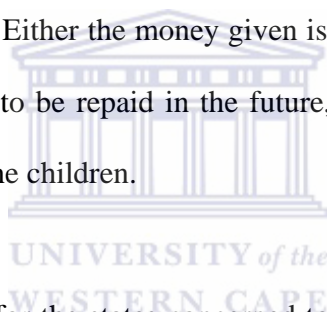 Either the money given is
to be repaid in the future,
ne children.
UNIVERSITY of the
for the states concerned to
WESTERN CAPE